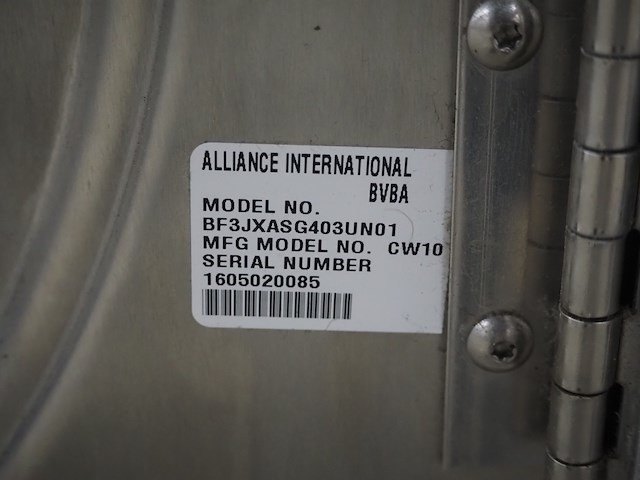 ALLIANCE INTERNATIONAL
BVBA
MODEL NO.
BF3JXASG403UN01
MFG MODEL NO. CW10
SERIAL NUMBER
1605020085